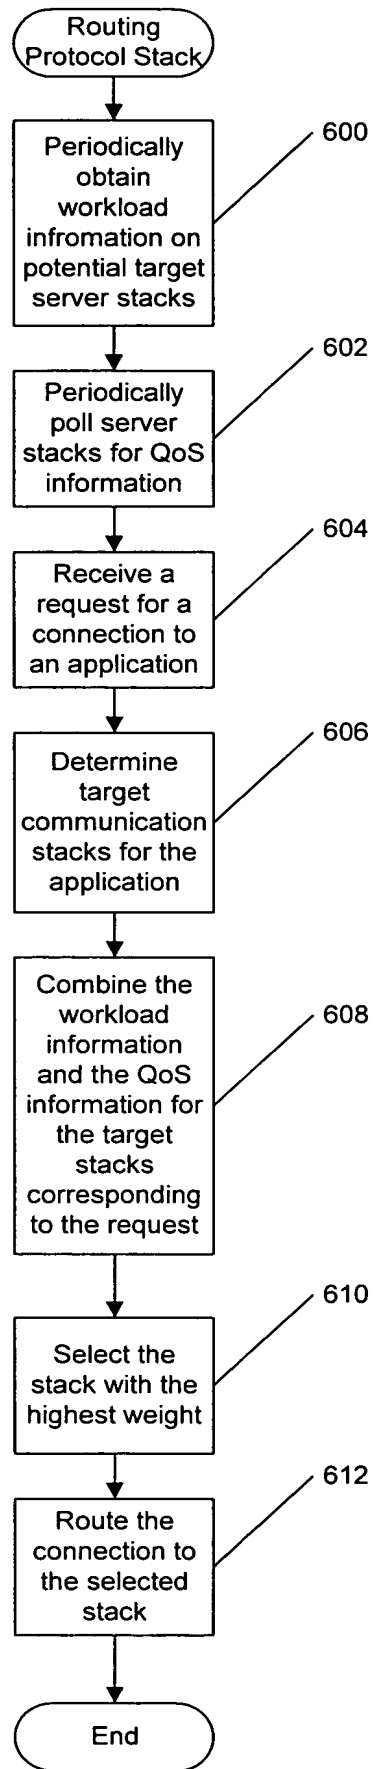 Routing
Protocol Stack
600
Periodically
obtain
workload
infromation on
potential target
server stacks
602
Periodically
poll server
stacks for QoS
information
604
Receive a
request for a
connection to
an application
606
Determine
target
communication
stacks for the
application
608
Combine the
workload
information
and the QoS
information for
the target
stacks
corresponding
to the request
610
Select the
stack with the
highest weight
612
Route the
connection to
the selected
stack
End